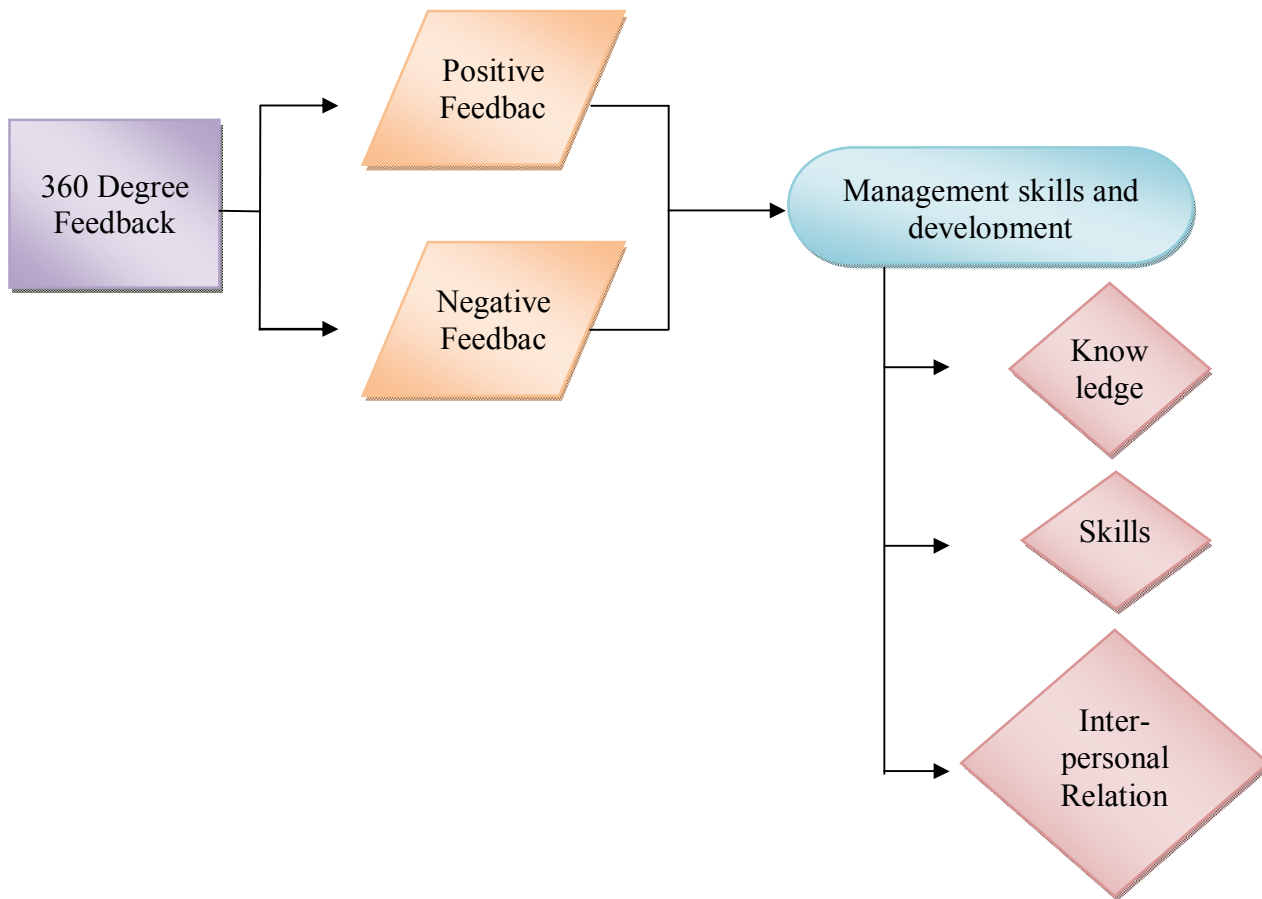 360 Degree
Feedback
Positive
Feedbac
Negative
Feedbac
Management skills and
development
Know
ledge
Skills
Inter-
personal
Relation